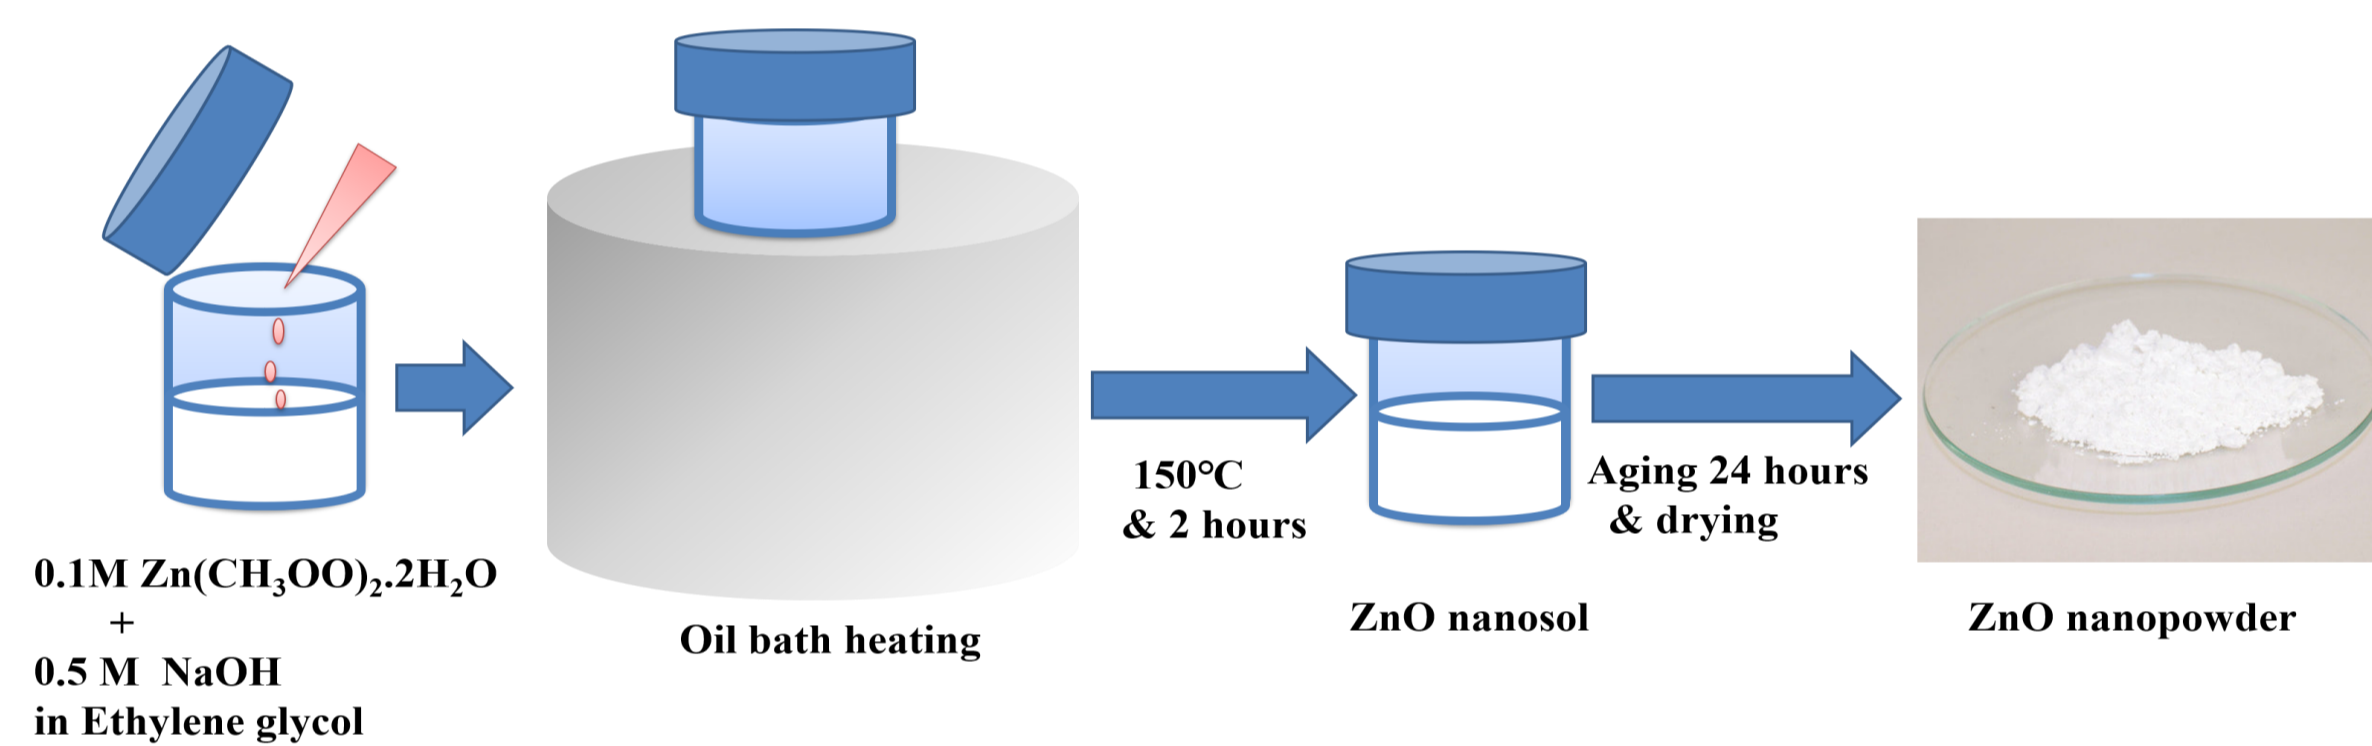 0.1M Zn(CH₃OO)₂.2H₂O
+
0.5 M NaOH
in Ethylene glycol
Oil bath heating
150°C
& 2 hours
ZnO nanosol
Aging 24 hours
& drying
ZnO nanopowder